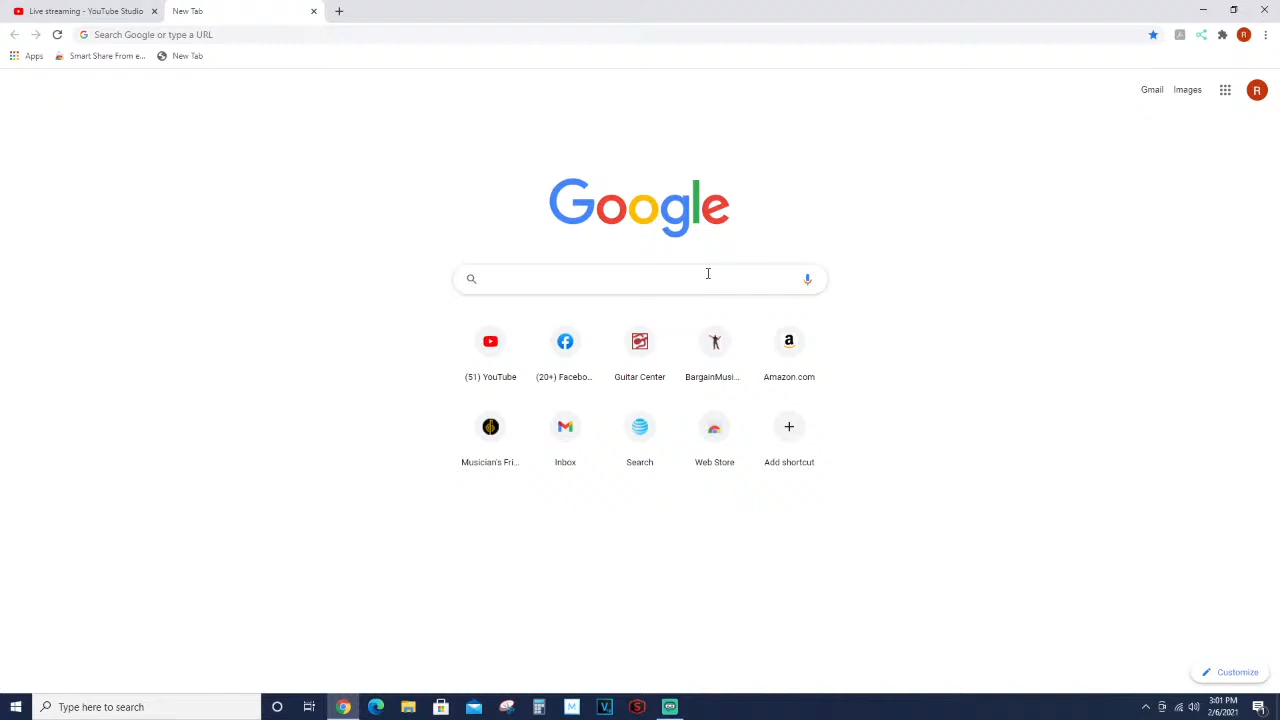 Live streaming - YouTube Studio
New Tab
Search Google or type a URL
R
Apps
Smart Share From e...
New Tab
Gmail
Images
R
Google
(51) YouTube
(20+) Facebo...
Guitar Center
BargainMusi...
Amazon.com
Musician's Fri...
Inbox
Search
Web Store
Add shortcut
Customize
Type here to search
3:01 PM
2/6/2021